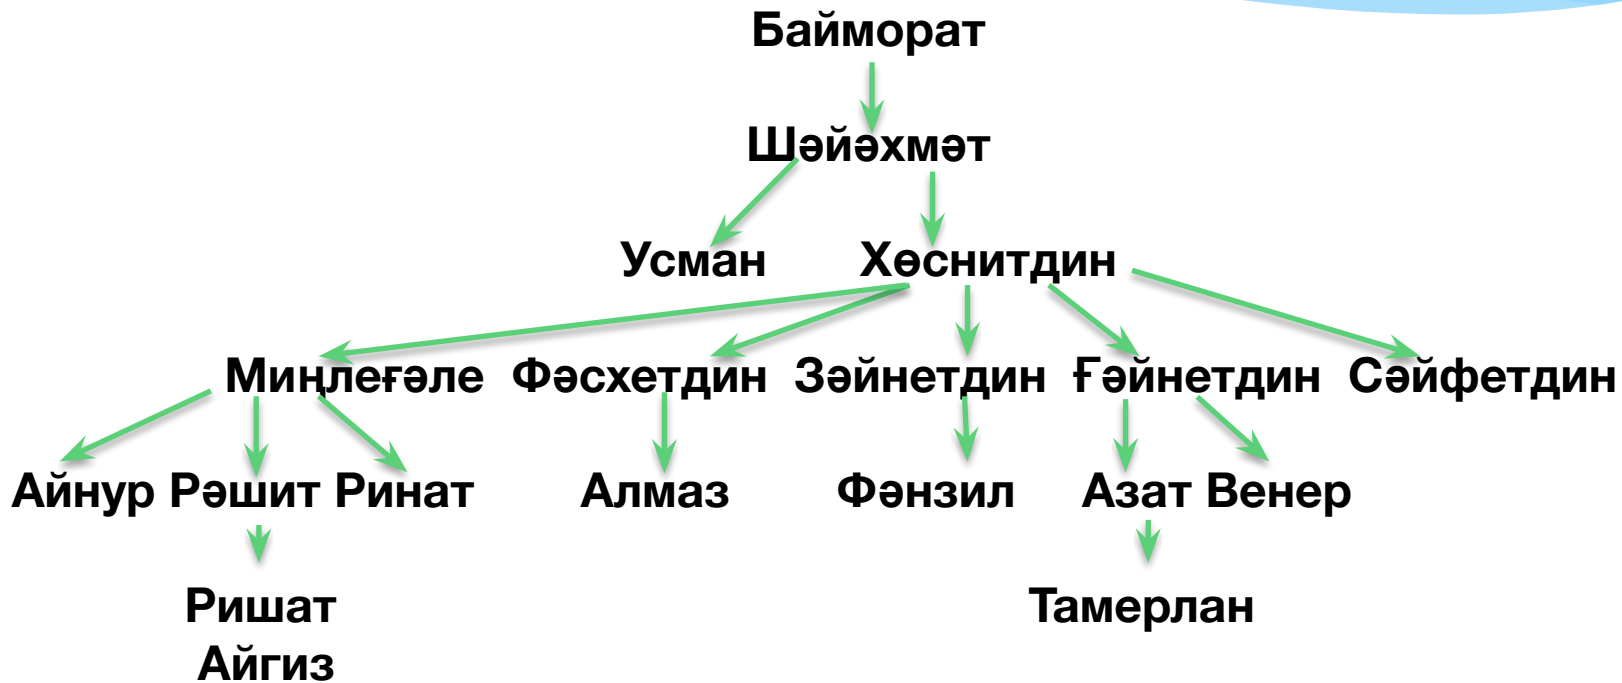 Байморат
Шәйәхмәт
Усман Хөснитдин
Миңлеғәле Фәсхетдин Зәйнетдин Ғәйнетдин Сәйфетдин
Айнур Рәшит Ринат Алмаз Фәнзил Азат Венер
Ришат Тамерлан
Айгиз